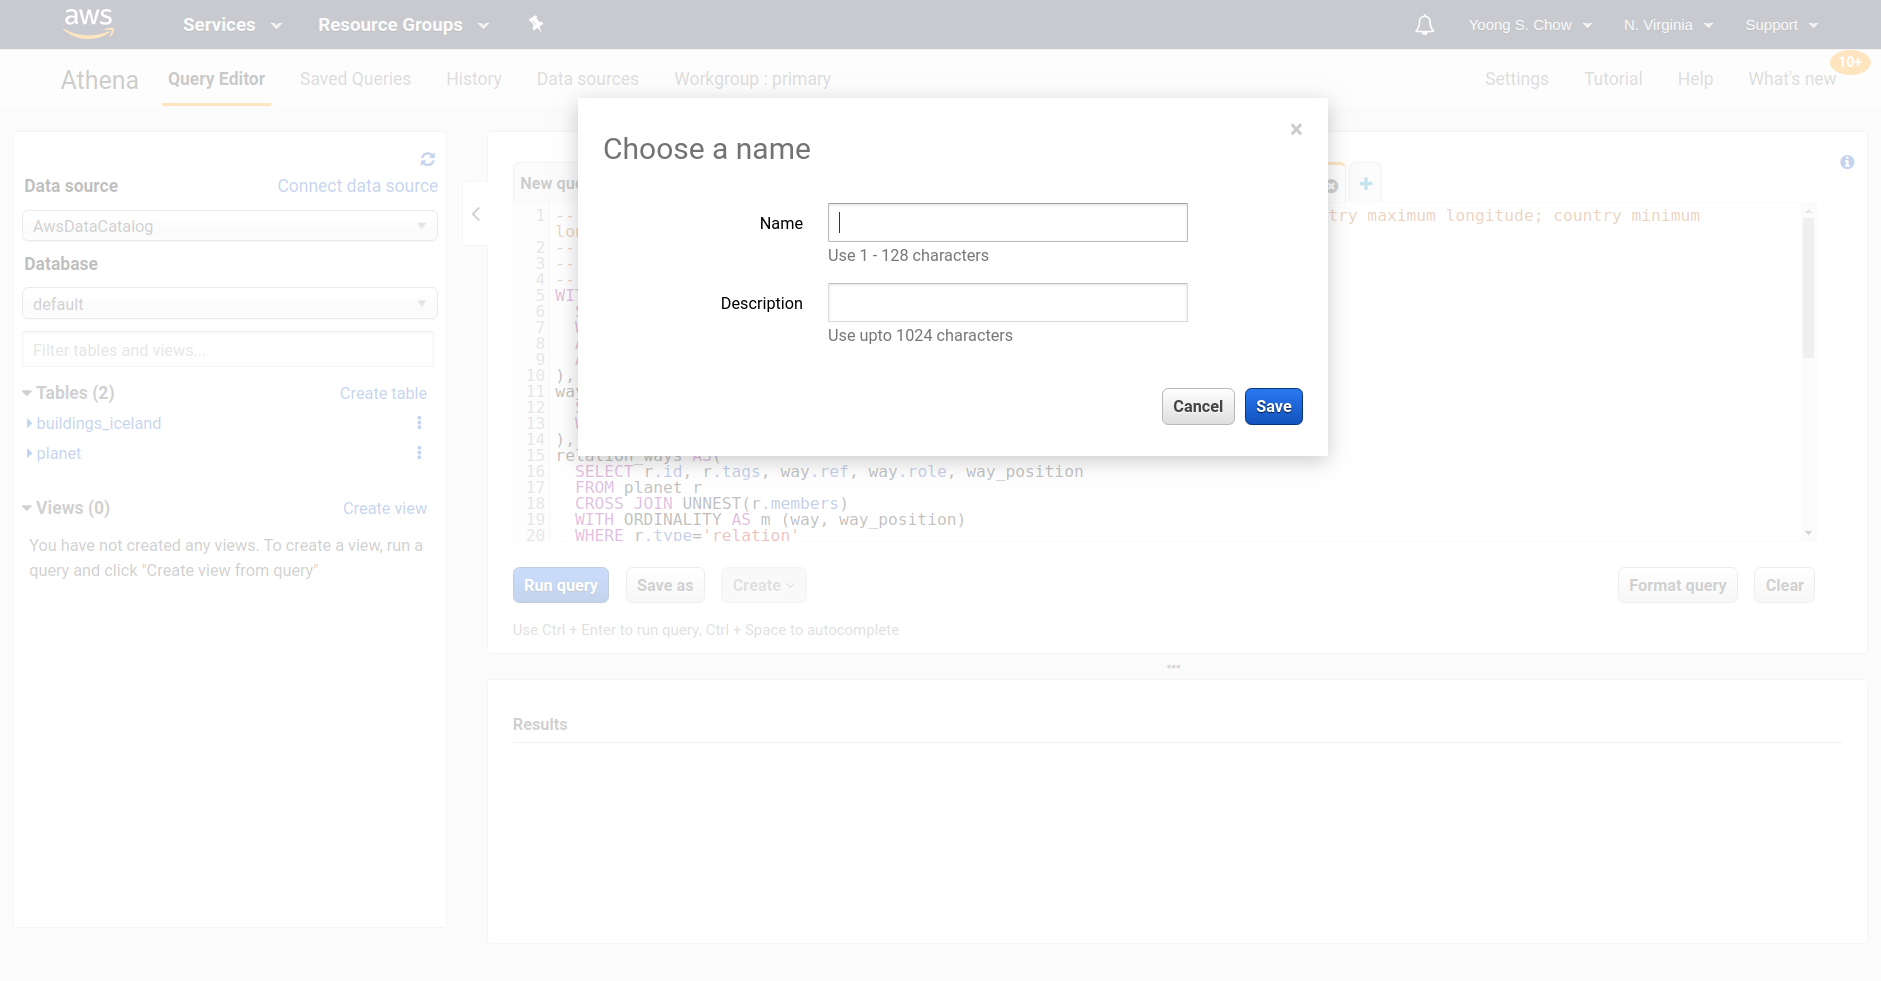 aws Services Resource Groups Yoong S. Chow N. Virginia Support
10+
Athena Query Editor Saved Queries History Data sources Workgroup : primary Settings Tutorial Help What's new
Data source Connect data source
AwsDataCatalog
Database
default
Filter tables and views...
Tables (2) Create table
buildings_iceland
planet
Views (0) Create view
You have not created any views. To create a view, run a
query and click "Create view from query"
Choose a name
×
Name
Use 1 - 128 characters
Description
Use upto 1024 characters
Cancel Save
New que
1 -- try maximum longitude; country minimum
lon
2 --
3 --
4 --
5 WIT
6
7
8
9
10 ),
11 way
12
13
14 ),
15 relation_ways AS(
16 SELECT r.id, r.tags, way.ref, way.role, way_position
17 FROM planet r
18 CROSS JOIN UNNEST(r.members)
19 WITH ORDINALITY AS m (way, way_position)
20 WHERE r.type='relation'
Run query Save as Create Format query Clear
Use Ctrl + Enter to run query, Ctrl + Space to autocomplete
Results